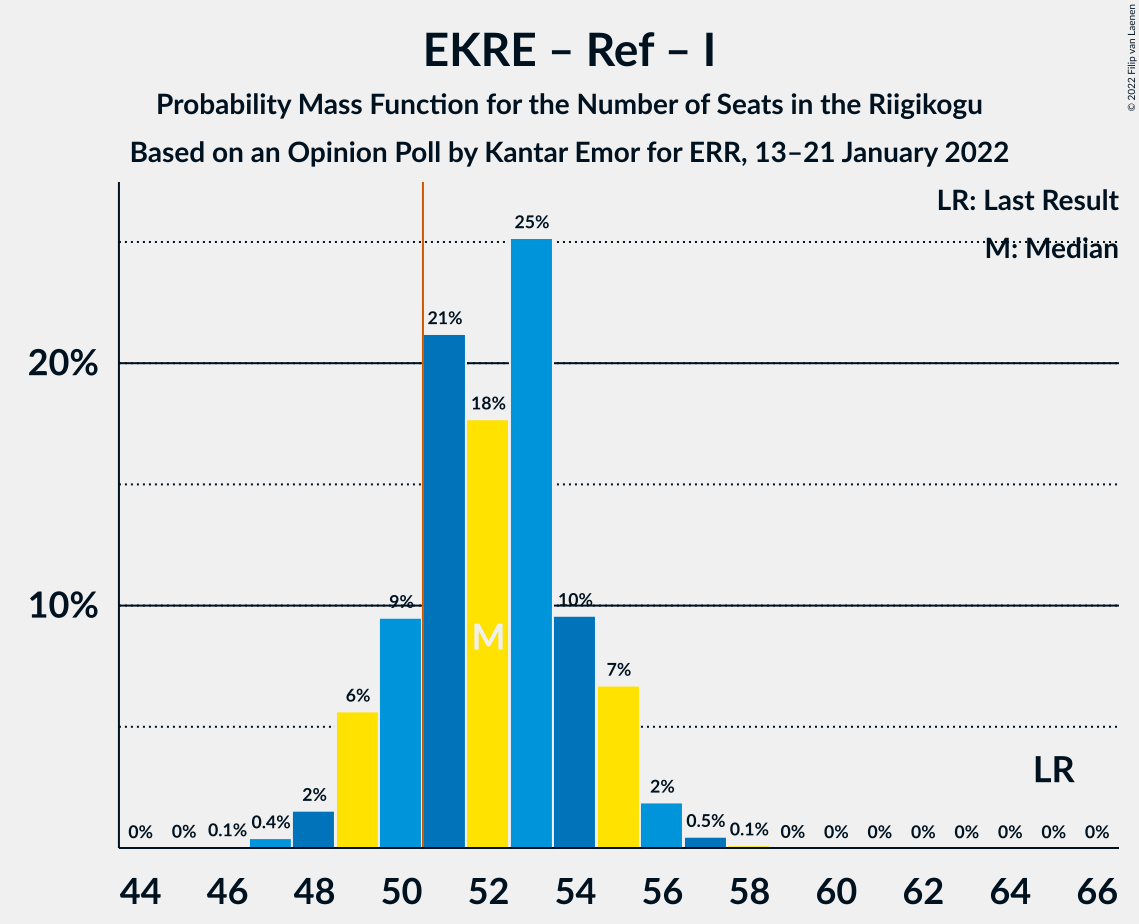 EKRE – Ref – I
Probability Mass Function for the Number of Seats in the Riigikogu
Based on an Opinion Poll by Kantar Emor for ERR, 13–21 January 2022
© 2022 Filip van Laenen
LR: Last Result
M: Median
25%
21%
20%
18%
10%
9%
10%
M
7%
6%
LR
2%
2%
0%
0%
0.1%
0.4%
0.5%
0.1%
0%
0%
0%
0%
0%
0%
0%
0%
44 46 48 50 52 54 56 58 60 62 64 66